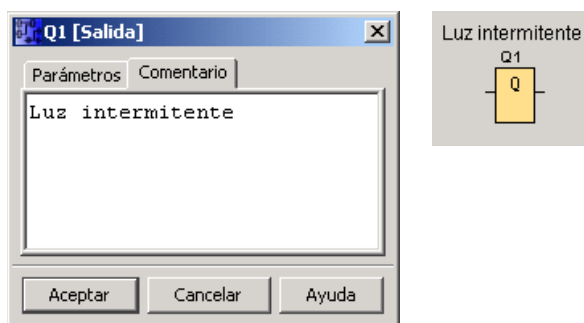 Q1 [Salida]
Parámetros Comentario
Luz intermitente
Aceptar Cancelar Ayuda
Luz intermitente
Q1
Q